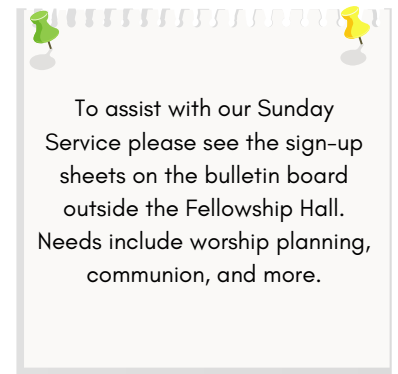 To assist with our Sunday
Service please see the sign-up
sheets on the bulletin board
outside the Fellowship Hall.
Needs include worship planning,
communion, and more.